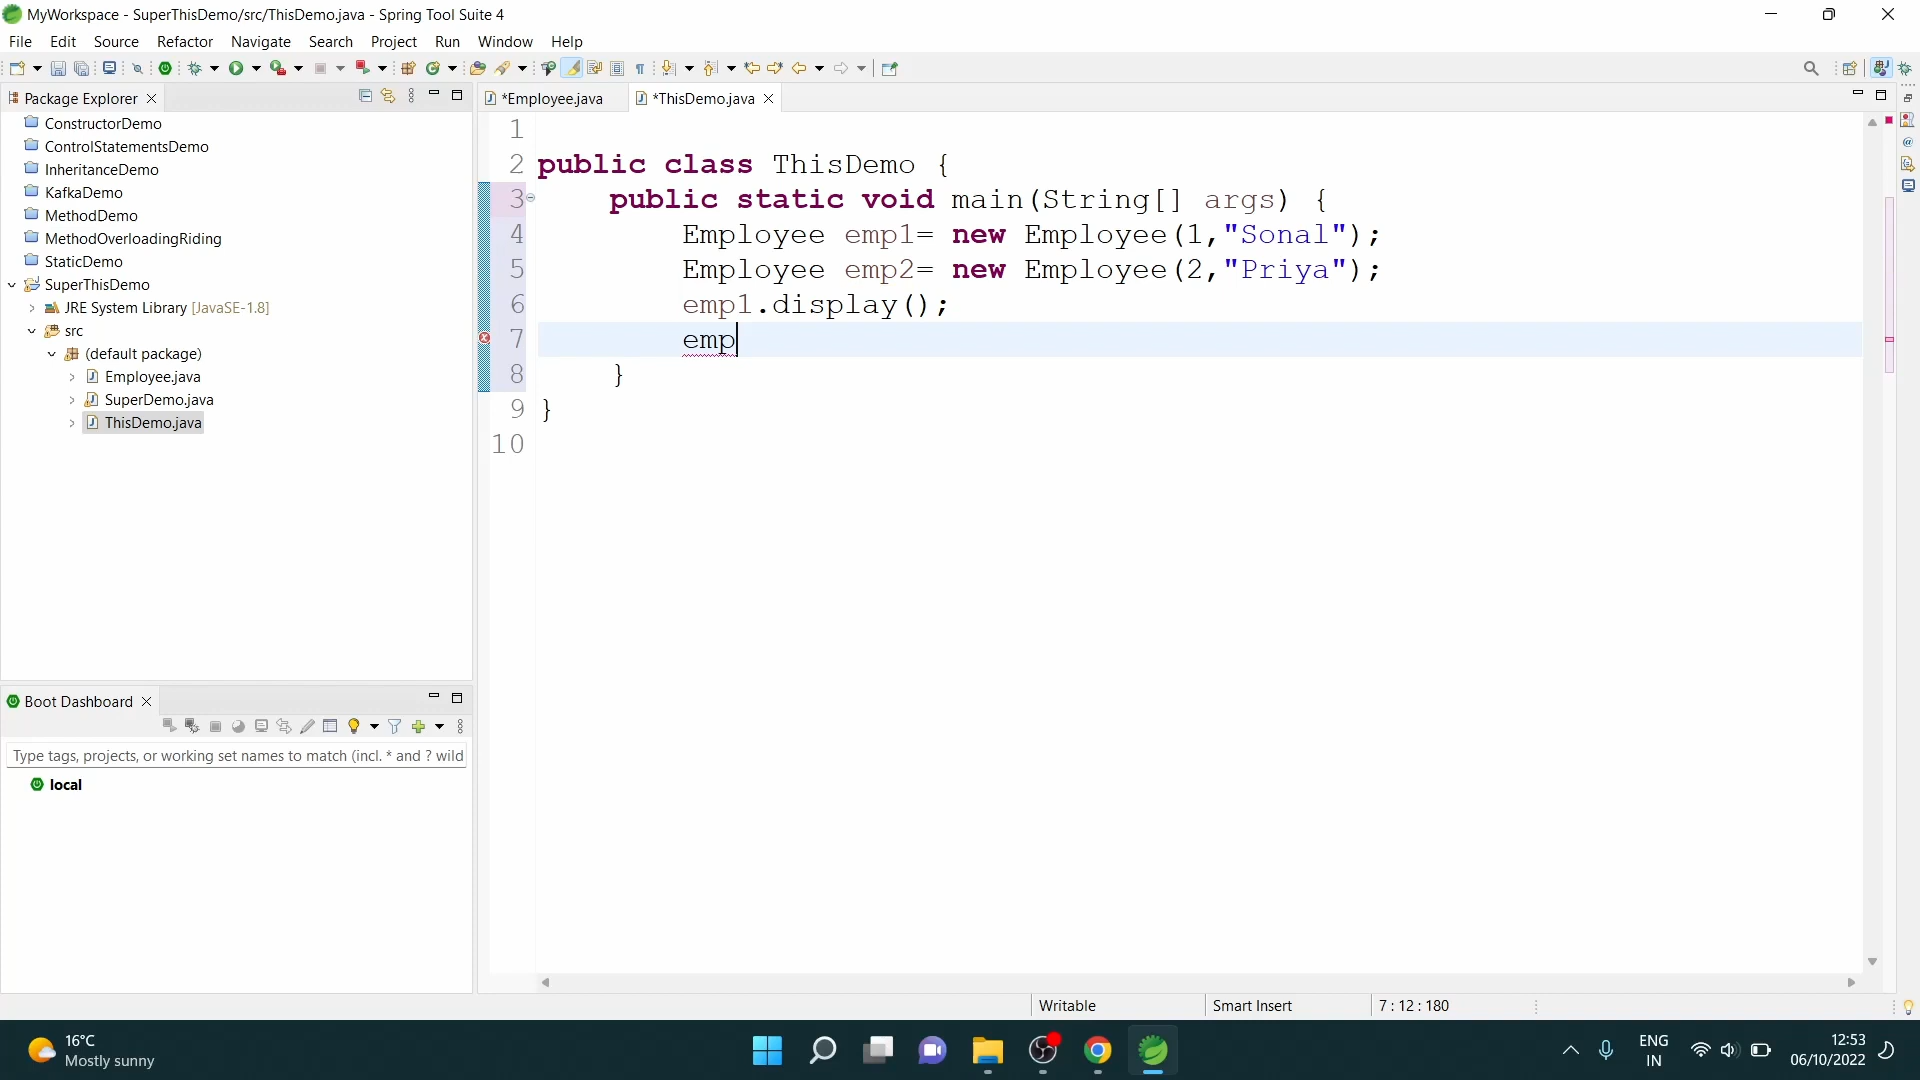 MyWorkspace - SuperThisDemo/src/ThisDemo.java - Spring Tool Suite 4
File Edit Source Refactor Navigate Search Project Run Window Help
Package Explorer
*Employee.java
*ThisDemo.java
ConstructorDemo
ControlStatementsDemo
InheritanceDemo
KafkaDemo
MethodDemo
MethodOverloadingRiding
StaticDemo
SuperThisDemo
JRE System Library [JavaSE-1.8]
src
(default package)
Employee.java
SuperDemo.java
ThisDemo.java
1
2 public class ThisDemo {
3 public static void main(String[] args) {
4 Employee emp1= new Employee(1,"Sonal");
5 Employee emp2= new Employee(2,"Priya");
6 emp1.display();
7 emp
8 }
9 }
10
Boot Dashboard
Type tags, projects, or working set names to match (incl. * and ? wild
local
Writable
Smart Insert
7 : 12 : 180
16°C
Mostly sunny
ENG
IN
12:53
06/10/2022